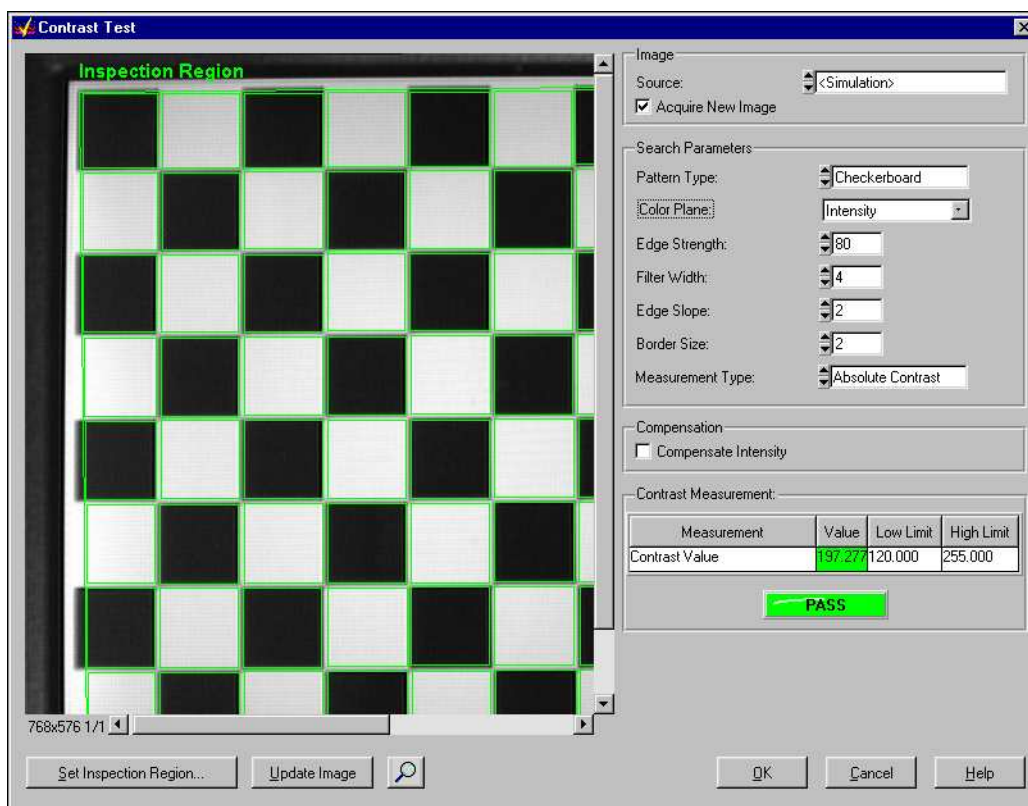 Contrast Test
Inspection Region
768x576 1/1
Set Inspection Region...
Update Image
Image
Source:
<Simulation>
Acquire New Image
Search Parameters
Pattern Type:
Checkerboard
Color Plane:
Intensity
Edge Strength:
80
Filter Width:
4
Edge Slope:
2
Border Size:
2
Measurement Type:
Absolute Contrast
Compensation
Compensate Intensity
Contrast Measurement:
Measurement Value Low Limit High Limit
Contrast Value 197.277 120.000 255.000
PASS
OK
Cancel
Help